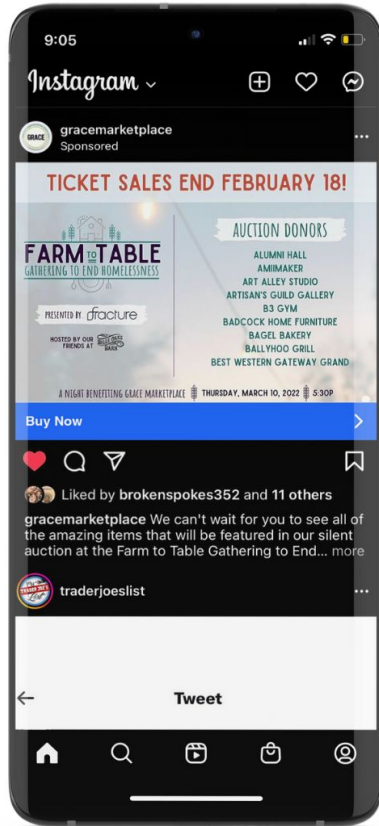 9:05
Instagram
GRACE
gracemarketplace
Sponsored
TICKET SALES END FEBRUARY 18!
FARM TO TABLE
GATHERING TO END HOMELESSNESS
PRESENTED BY fracture
HOSTED BY OUR
FRIENDS AT
BARN
AUCTION DONORS
ALUMNI HALL
AMIIMAKER
ART ALLEY STUDIO
ARTISAN'S GUILD GALLERY
B3 GYM
BADCOCK HOME FURNITURE
BAGEL BAKERY
BALLYHOO GRILL
BEST WESTERN GATEWAY GRAND
A NIGHT BENEFITING GRACE MARKETPLACE THURSDAY, MARCH 10, 2022 5:30P
Buy Now
Liked by brokenspokes352 and 11 others
gracemarketplace We can't wait for you to see all of
the amazing items that will be featured in our silent
auction at the Farm to Table Gathering to End... more
TRADER JOE'S
LIST
traderjoeslist
Tweet